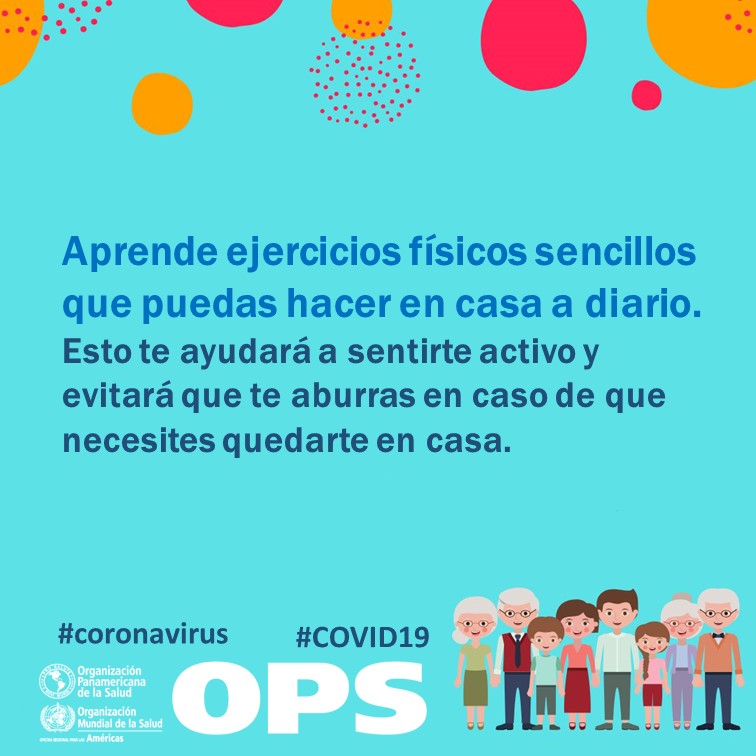 Aprende ejercicios físicos sencillos
que puedas hacer en casa a diario.
Esto te ayudará a sentirte activo y
evitará que te aburras en caso de que
necesites quedarte en casa.
#coronavirus
#COVID19
Organización
Panamericana
de la Salud
Organización
Mundial de la Salud
OFICINA REGIONAL PARA LAS Américas
OPS